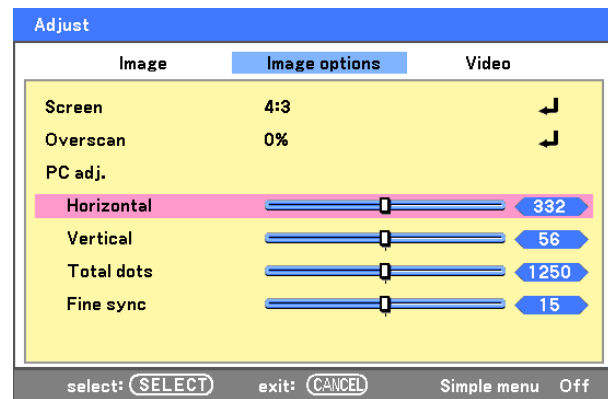 Adjust
Image Image options Video
Screen 4:3
Overscan 0%
PC adj.
Horizontal 332
Vertical 56
Total dots 1250
Fine sync 15
select: SELECT exit: CANCEL Simple menu Off